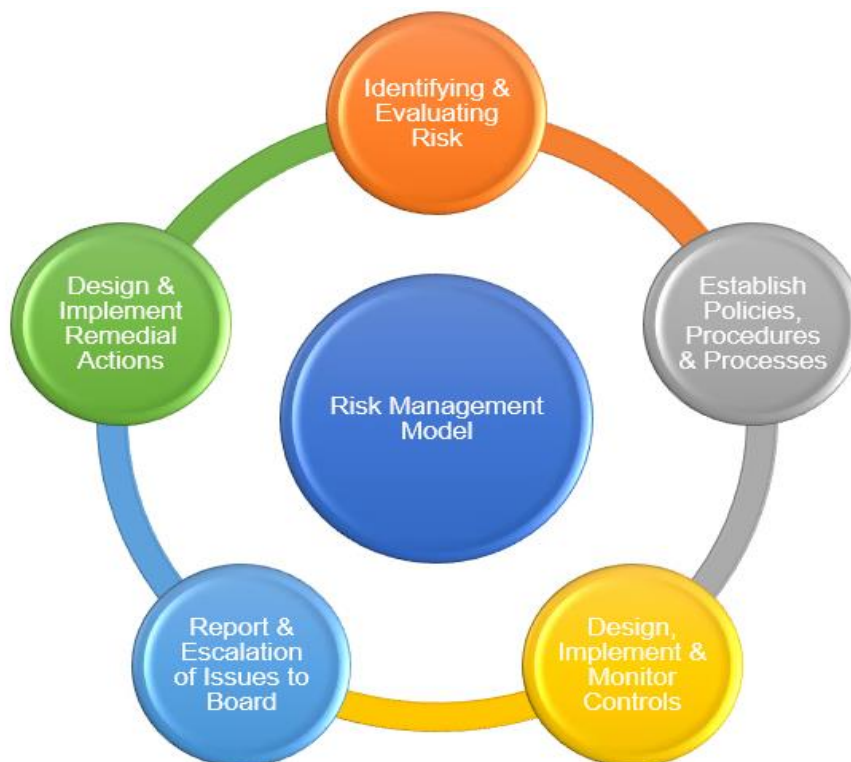 Identifying &
Evaluating
Risk
Establish
Policies,
Procedures
& Processes
Design,
Implement &
Monitor
Controls
Report &
Escalation
of Issues to
Board
Design &
Implement
Remedial
Actions
Risk Management
Model